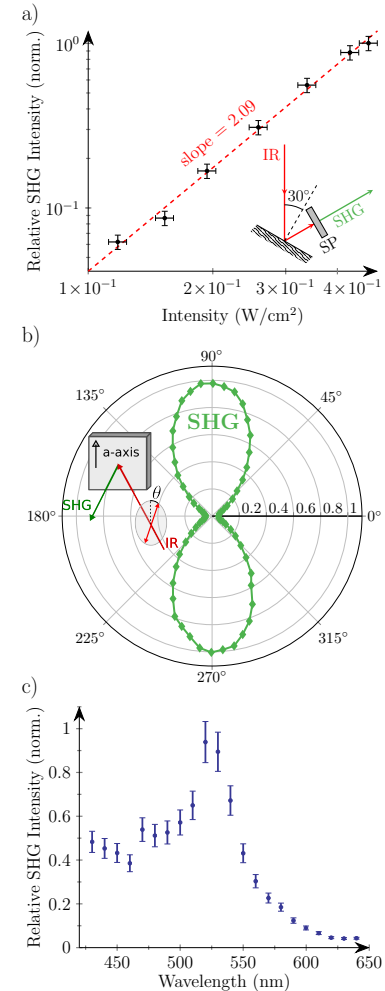 a)
Relative SHG Intensity (norm.)
10⁰
10⁻¹
slope = 2.09
IR
30°
SHG
SP
1×10⁻¹ 2×10⁻¹ 3×10⁻¹ 4×10⁻¹
Intensity (W/cm²)
b)
90°
135° 45°
SHG
a-axis
SHG
θ
IR
180° 0.2 0.4 0.6 0.8 1 0°
225° 315°
270°
c)
Relative SHG Intensity (norm.)
1
0.8
0.6
0.4
0.2
0
450 500 550 600 650
Wavelength (nm)